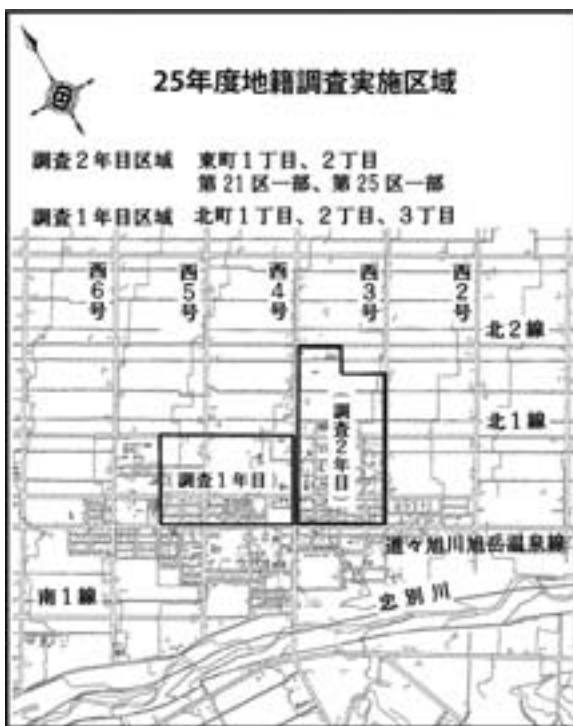 25年度地籍調査実施区域
調査2年目区域 東町1丁目、2丁目
第21区一部、第25区一部
調査1年目区域 北町1丁目、2丁目、3丁目
西6号
西5号
西4号
西3号
西2号
北2線
北1線
(調査2年目)
(調査1年目)
道々旭川旭岳温泉線
南1線
忠別川